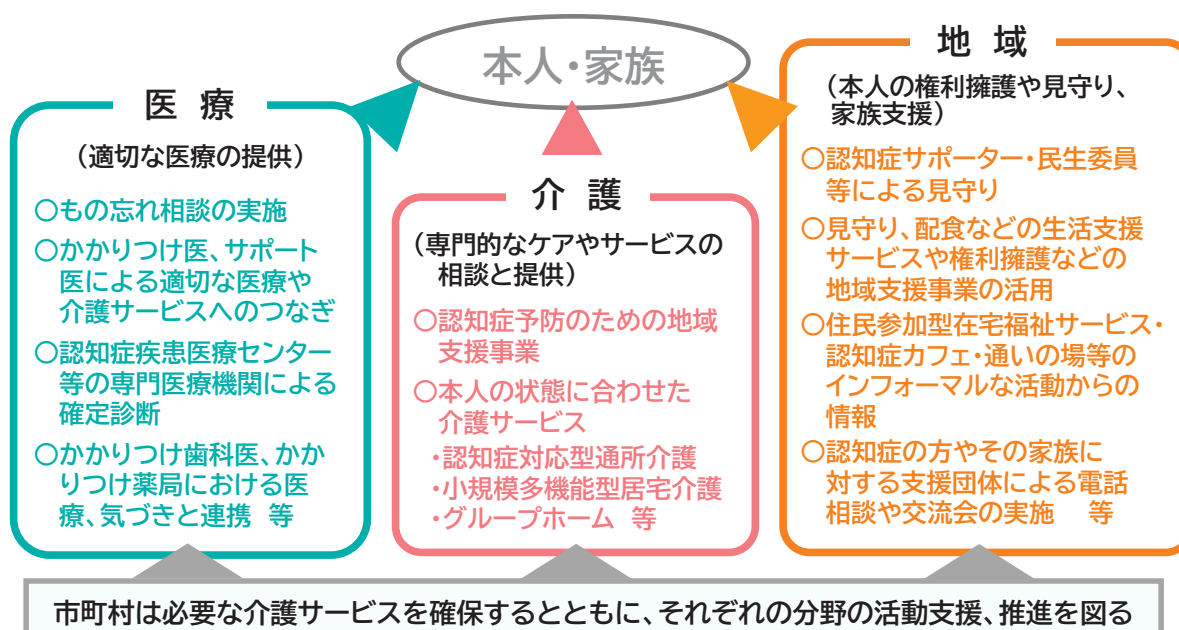 本人・家族
医 療
（適切な医療の提供）
○もの忘れ相談の実施
○かかりつけ医、サポート
医による適切な医療や
介護サービスへのつなぎ
○認知症疾患医療センター
等の専門医療機関による
確定診断
○かかりつけ歯科医、かか
りつけ薬局における医
療、気づきと連携 等
介 護
（専門的なケアやサービスの
相談と提供）
○認知症予防のための地域
支援事業
○本人の状態に合わせた
介護サービス
・認知症対応型通所介護
・小規模多機能型居宅介護
・グループホーム 等
地 域
（本人の権利擁護や見守り、
家族支援）
○認知症サポーター・民生委員
等による見守り
○見守り、配食などの生活支援
サービスや権利擁護などの
地域支援事業の活用
○住民参加型在宅福祉サービス・
認知症カフェ・通いの場等の
インフォーマルな活動からの
情報
○認知症の方やその家族に
対する支援団体による電話
相談や交流会の実施 等
市町村は必要な介護サービスを確保するとともに、それぞれの分野の活動支援、推進を図る